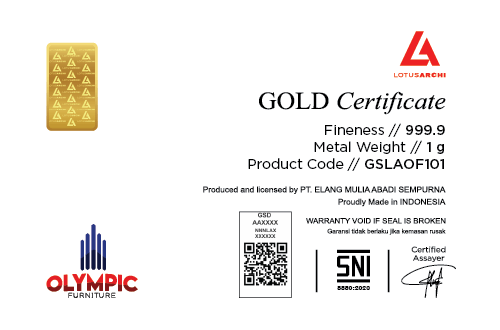 LOTUSARCHI
GOLD Certificate
Fineness // 999.9
Metal Weight // 1 g
Product Code // GSLAOF101
Produced and licensed by PT. ELANG MULIA ABADI SEMPURNA
Proudly Made in INDONESIA
WARRANTY VOID IF SEAL IS BROKEN
Garansi tidak berlaku jika kemasan rusak
GSD
AAXXXX
NNNLAX
XXXXXX
SNI
8880:2020
Certified
Assayer
OLYMPIC
FURNITURE